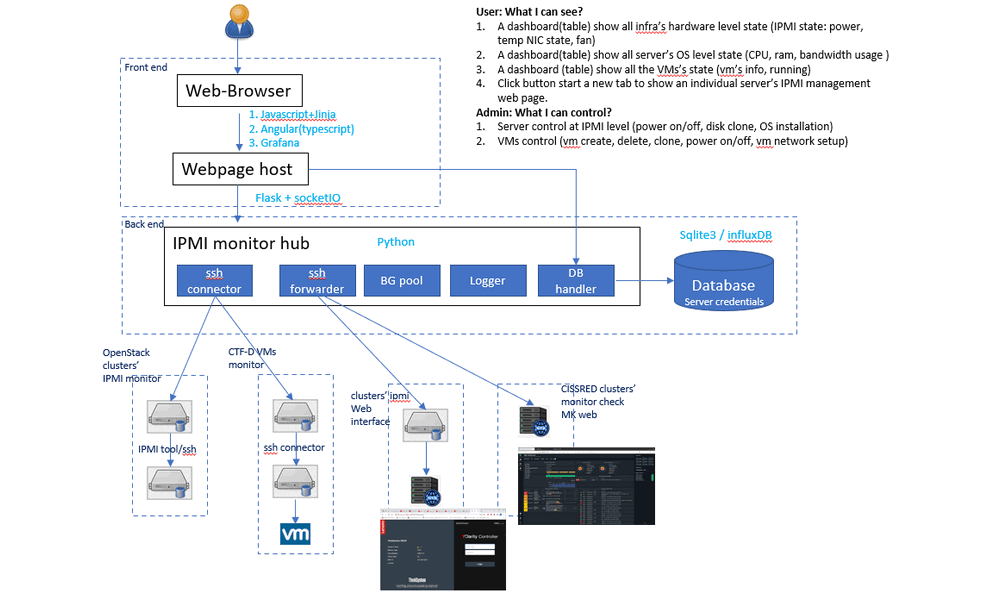 User: What I can see?
1. A dashboard(table) show all infra's hardware level state (IPMI state: power,
temp NIC state, fan)
2. A dashboard(table) show all server's OS level state (CPU, ram, bandwidth usage )
3. A dashboard (table) show all the VMs's state (vm's info, running)
4. Click button start a new tab to show an individual server's IPMI management
web page.
Admin: What I can control?
1. Server control at IPMI level (power on/off, disk clone, OS installation)
2. VMs control (vm create, delete, clone, power on/off, vm network setup)
Front end
Web-Browser
1. Javascript+Jinja
2. Angular(typescript)
3. Grafana
Webpage host
Flask + socketIO
Back end
IPMI monitor hub
Python
Sqlite3 / influxDB
ssh
connector
ssh
forwarder
BG pool
Logger
DB
handler
Database
Server credentials
OpenStack
clusters'
IPMI monitor
CTF-D VMs
monitor
clusters' ipmi
Web
interface
CISSRED clusters'
monitor check
MK web
IPMI tool/ssh
ssh connector
vm
Clarity Controller
ThinkSystem